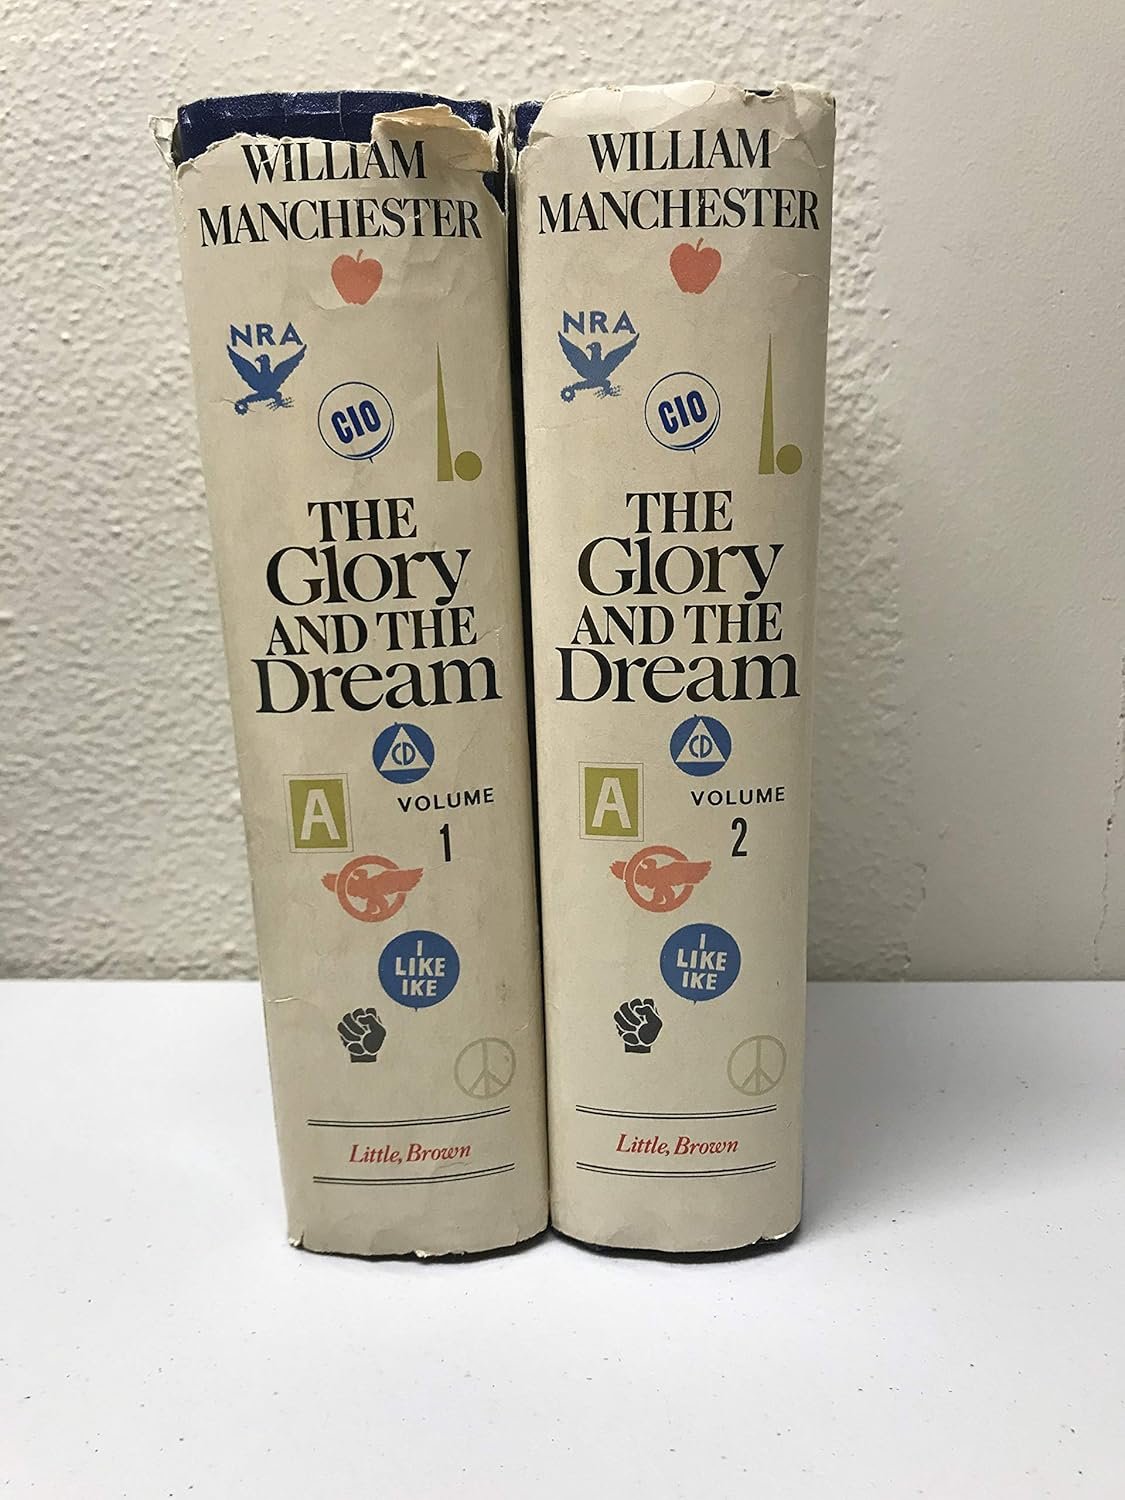 WILLIAM
MANCHESTER
NRA
CIO
THE
Glory
AND THE
Dream
CD
A
VOLUME
1
I
LIKE
IKE
Little, Brown
WILLIAM
MANCHESTER
NRA
CIO
THE
Glory
AND THE
Dream
CD
A
VOLUME
2
I
LIKE
IKE
Little, Brown